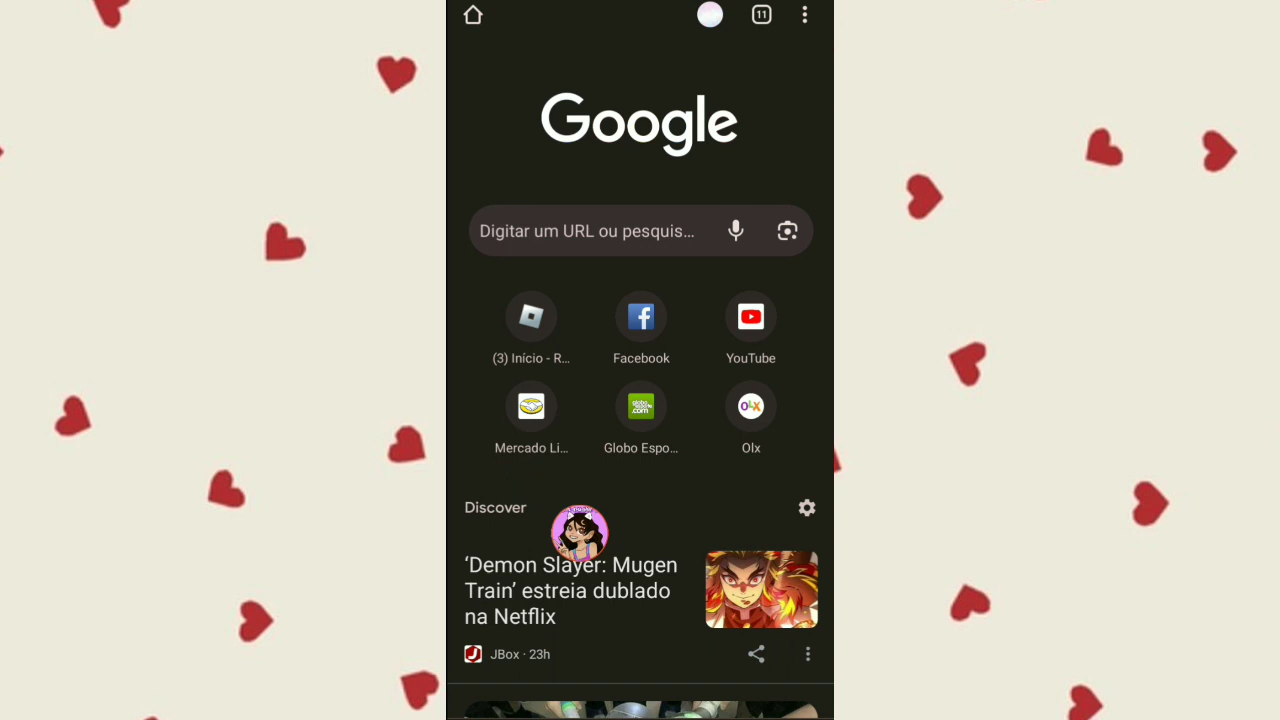 11
Google
Digitar um URL ou pesquis...
(3) Início - R...
Facebook
YouTube
Mercado Li...
Globo Espo...
Olx
OLX
Discover
‘Demon Slayer: Mugen
Train’ estreia dublado
na Netflix
JBox · 23h